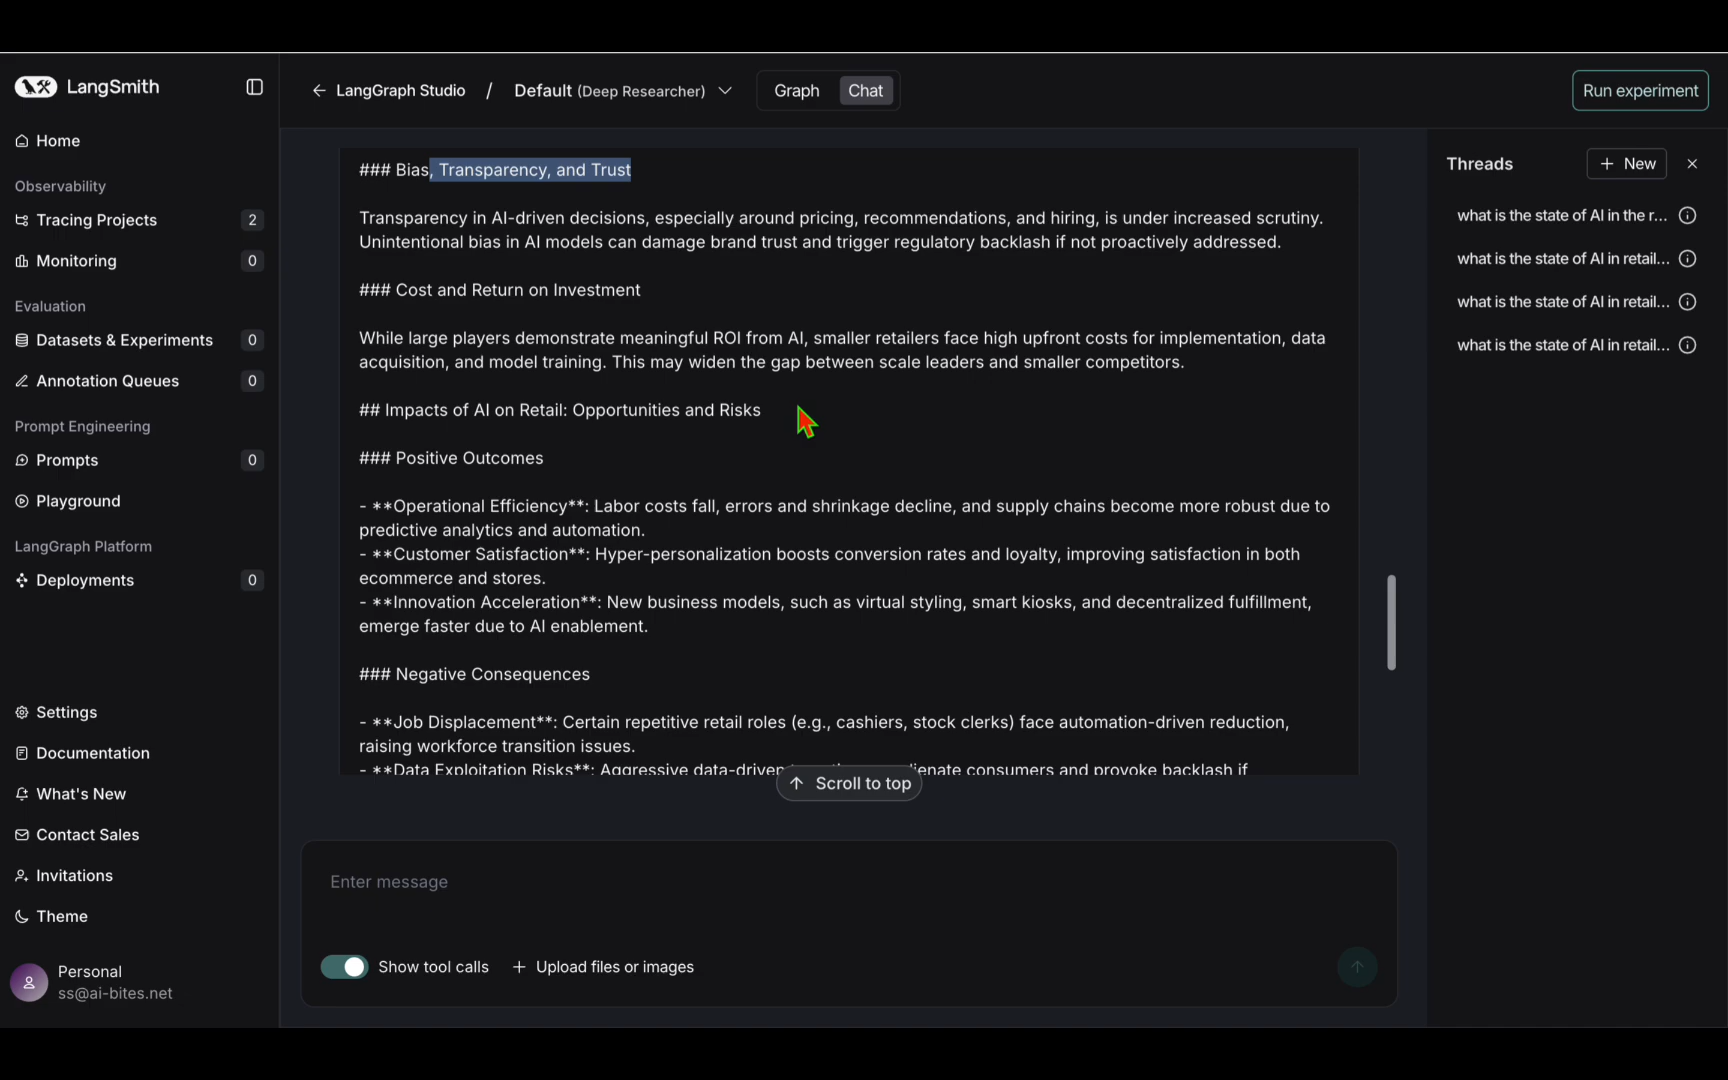 LangSmith
Home
Observability
Tracing Projects 2
Monitoring 0
Evaluation
Datasets & Experiments 0
Annotation Queues 0
Prompt Engineering
Prompts 0
Playground
LangGraph Platform
Deployments 0
Settings
Documentation
What's New
Contact Sales
Invitations
Theme
Personal
ss@ai-bites.net
LangGraph Studio / Default (Deep Researcher)
Graph Chat
Run experiment
### Bias, Transparency, and Trust
Transparency in AI-driven decisions, especially around pricing, recommendations, and hiring, is under increased scrutiny.
Unintentional bias in AI models can damage brand trust and trigger regulatory backlash if not proactively addressed.
### Cost and Return on Investment
While large players demonstrate meaningful ROI from AI, smaller retailers face high upfront costs for implementation, data
acquisition, and model training. This may widen the gap between scale leaders and smaller competitors.
## Impacts of AI on Retail: Opportunities and Risks
### Positive Outcomes
- **Operational Efficiency**: Labor costs fall, errors and shrinkage decline, and supply chains become more robust due to
predictive analytics and automation.
- **Customer Satisfaction**: Hyper-personalization boosts conversion rates and loyalty, improving satisfaction in both
ecommerce and stores.
- **Innovation Acceleration**: New business models, such as virtual styling, smart kiosks, and decentralized fulfillment,
emerge faster due to AI enablement.
### Negative Consequences
- **Job Displacement**: Certain repetitive retail roles (e.g., cashiers, stock clerks) face automation-driven reduction,
raising workforce transition issues.
- **Data Exploitation Risks**: Aggressive data-driven consumers and provoke backlash if
Scroll to top
Enter message
Show tool calls
+ Upload files or images
Threads
+ New
what is the state of AI in the r...
what is the state of AI in retail...
what is the state of AI in retail...
what is the state of AI in retail...